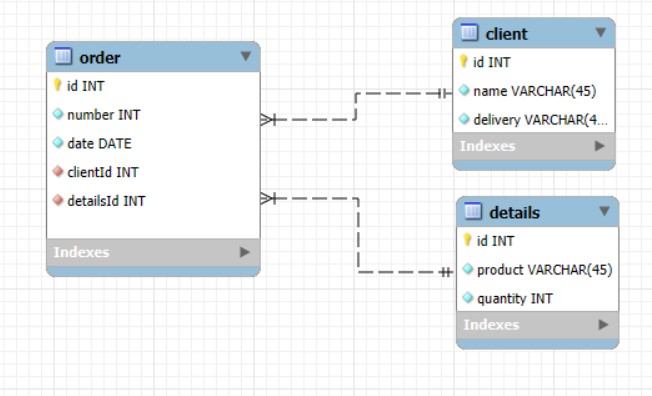 order
id INT
number INT
date DATE
clientId INT
detailsId INT
Indexes
client
id INT
name VARCHAR(45)
delivery VARCHAR(4...
Indexes
details
id INT
product VARCHAR(45)
quantity INT
Indexes